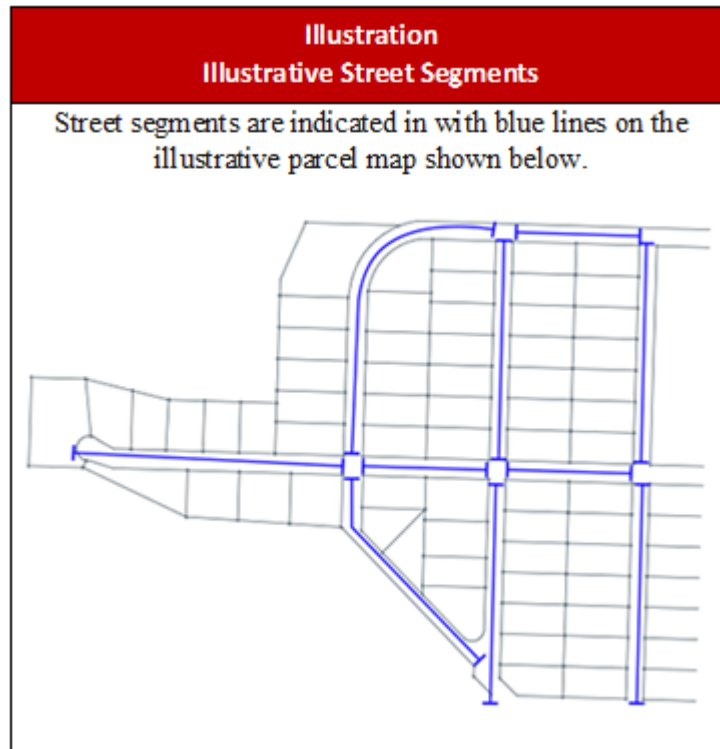 Illustration
Illustrative Street Segments
Street segments are indicated in with blue lines on the
illustrative parcel map shown below.